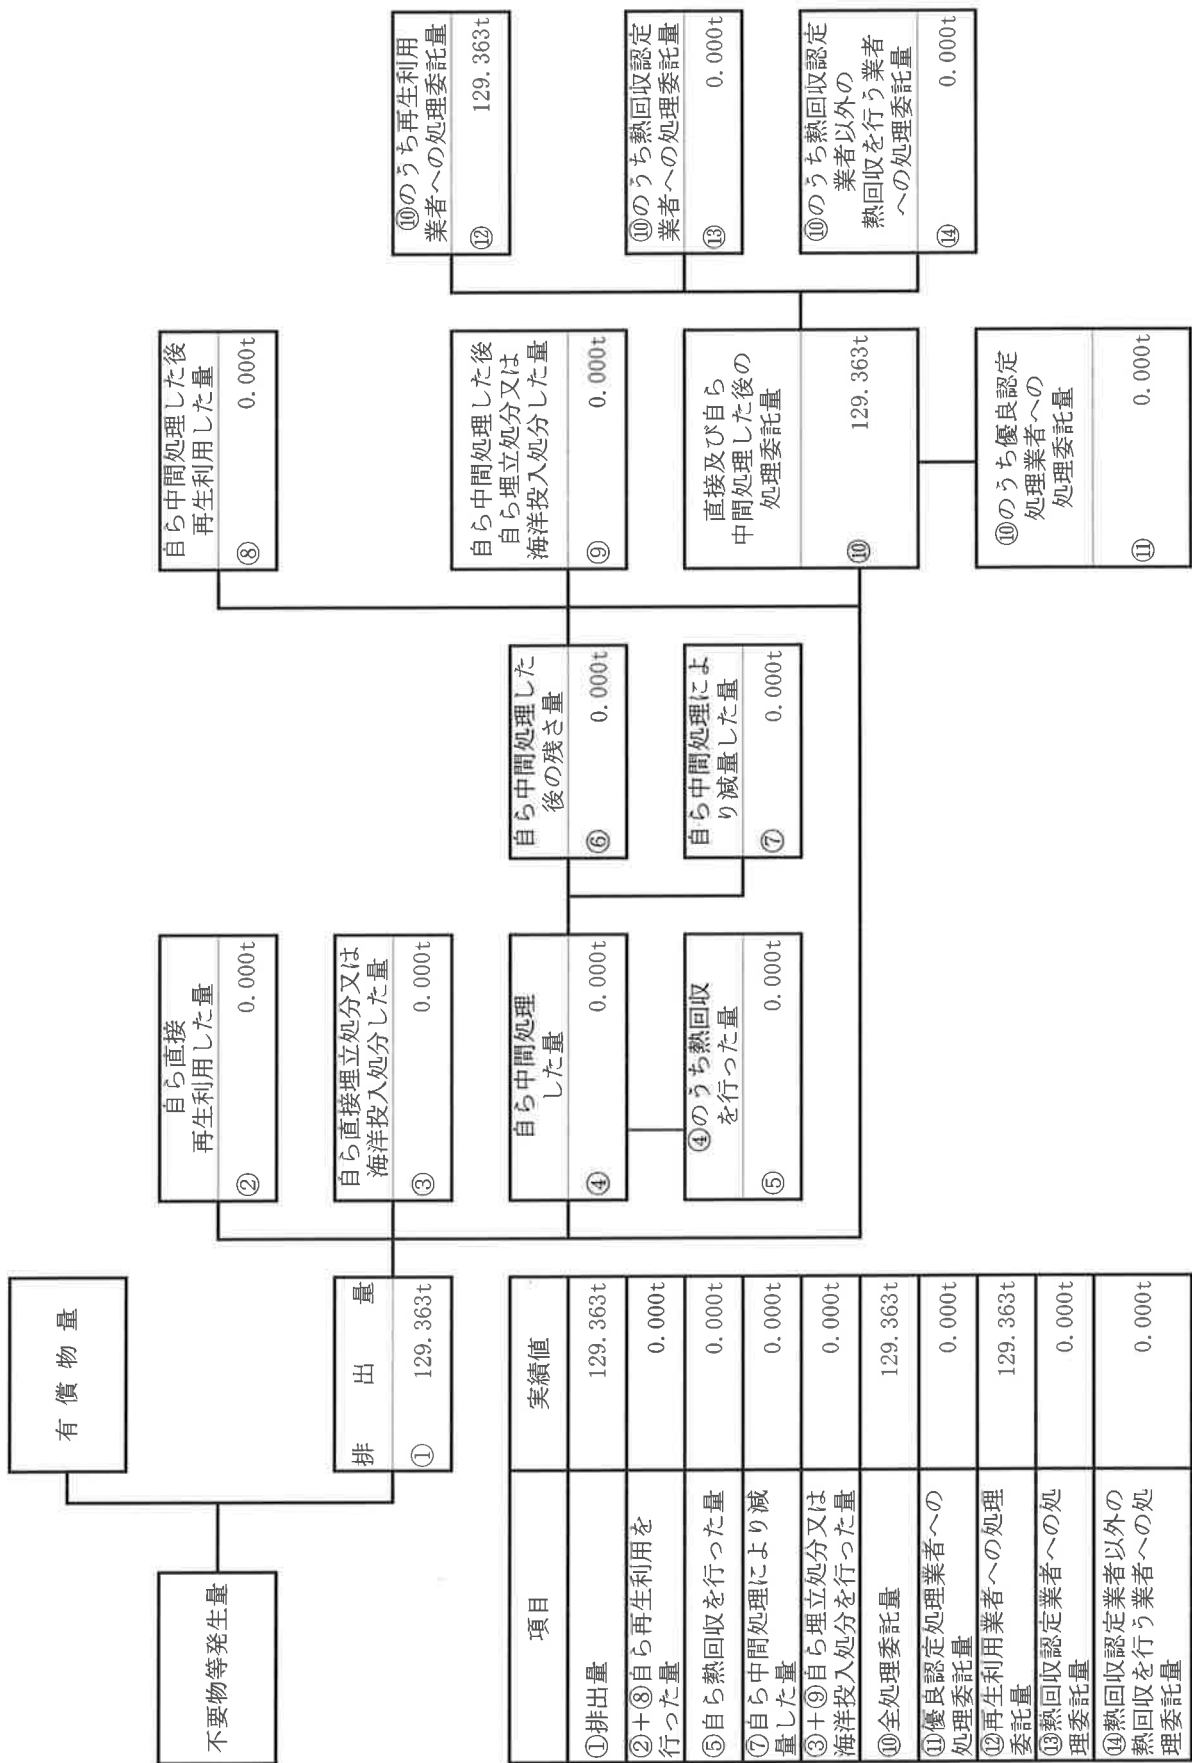 有償物量
不要物等発生量
排出量
① 129.363t
自ら直接
再生利用した量
② 0.000t
自ら直接埋立処分又は
海洋投入処分した量
③ 0.000t
自ら中間処理
した量
④ 0.000t
④のうち熱回収
を行った量
⑤ 0.000t
自ら中間処理した
後の残さ量
⑥ 0.000t
自ら中間処理によ
り減量した量
⑦ 0.000t
自ら中間処理した後
再生利用した量
⑧ 0.000t
自ら中間処理した後
自ら埋立処分又は
海洋投入処分した量
⑨ 0.000t
直接及び自ら
中間処理した後の
処理委託量
⑩ 129.363t
⑩のうち優良認定
処理業者への
処理委託量
⑪ 0.000t
⑩のうち再生利用
業者への処理委託量
⑫ 129.363t
⑩のうち熱回収認定
業者への処理委託量
⑬ 0.000t
⑩のうち熱回収認定
業者以外の
熱回収を行う業者
への処理委託量
⑭ 0.000t
項目 実績値
①排出量 129.363t
②+⑧自ら再生利用を
行った量 0.000t
⑤自ら熱回収を行った量 0.000t
⑦自ら中間処理により減
量した量 0.000t
③+⑨自ら埋立処分又は
海洋投入処分を行った量 0.000t
⑩全処理委託量 129.363t
⑪優良認定処理業者への
処理委託量 0.000t
⑫再生利用業者への処理
委託量 129.363t
⑬熱回収認定業者への処
理委託量 0.000t
⑭熱回収認定業者以外の
熱回収を行う業者への処
理委託量 0.000t